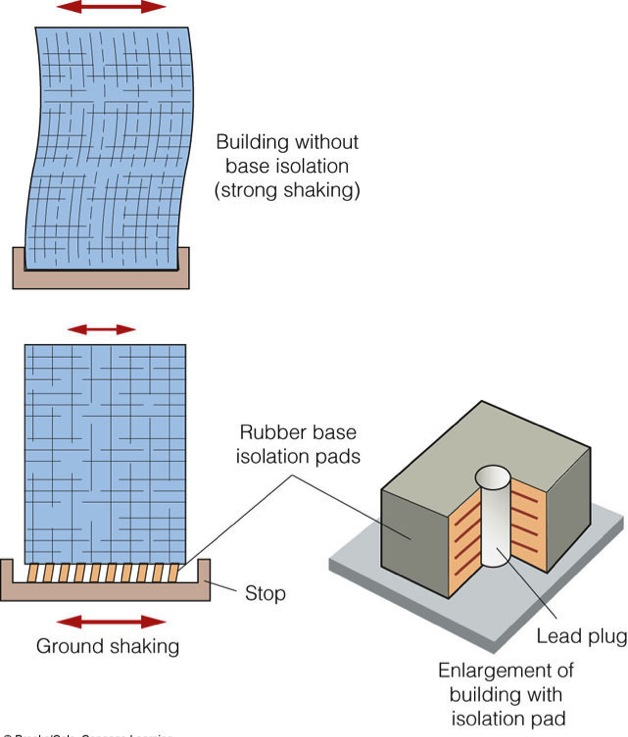 Building without
base isolation
(strong shaking)
Rubber base
isolation pads
Stop
Ground shaking
Lead plug
Enlargement of
building with
isolation pad